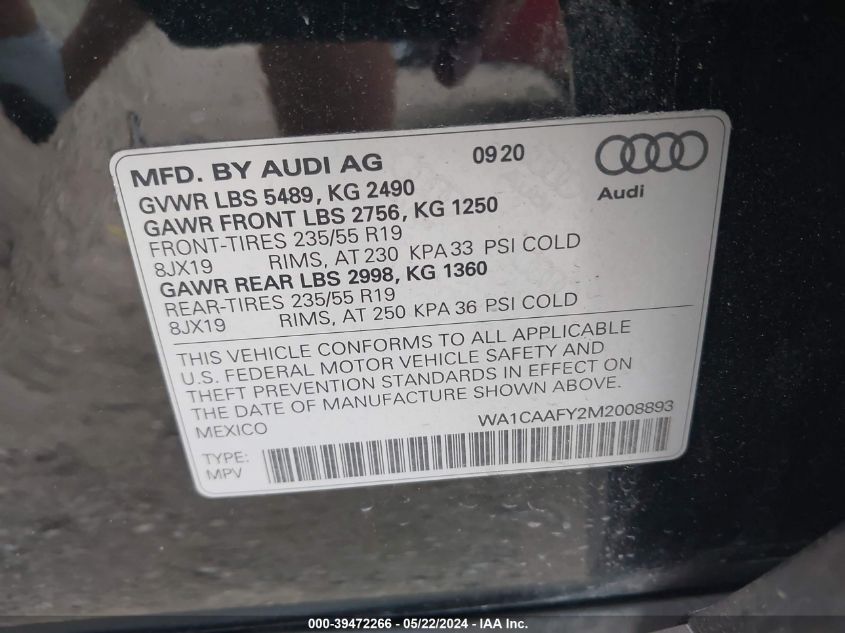 MFD. BY AUDI AG 0920
Audi
GVWR LBS 5489, KG 2490
GAWR FRONT LBS 2756, KG 1250
FRONT-TIRES 235/55 R19
8JX19 RIMS, AT 230 KPA 33 PSI COLD
GAWR REAR LBS 2998, KG 1360
REAR-TIRES 235/55 R19
8JX19 RIMS, AT 250 KPA 36 PSI COLD
THIS VEHICLE CONFORMS TO ALL APPLICABLE
U.S. FEDERAL MOTOR VEHICLE SAFETY AND
THEFT PREVENTION STANDARDS IN EFFECT ON
THE DATE OF MANUFACTURE SHOWN ABOVE.
MEXICO WA1CAAFY2M2008893
TYPE:
MPV
000-39472266 - 05/22/2024 - WA, US - IAA Inc.